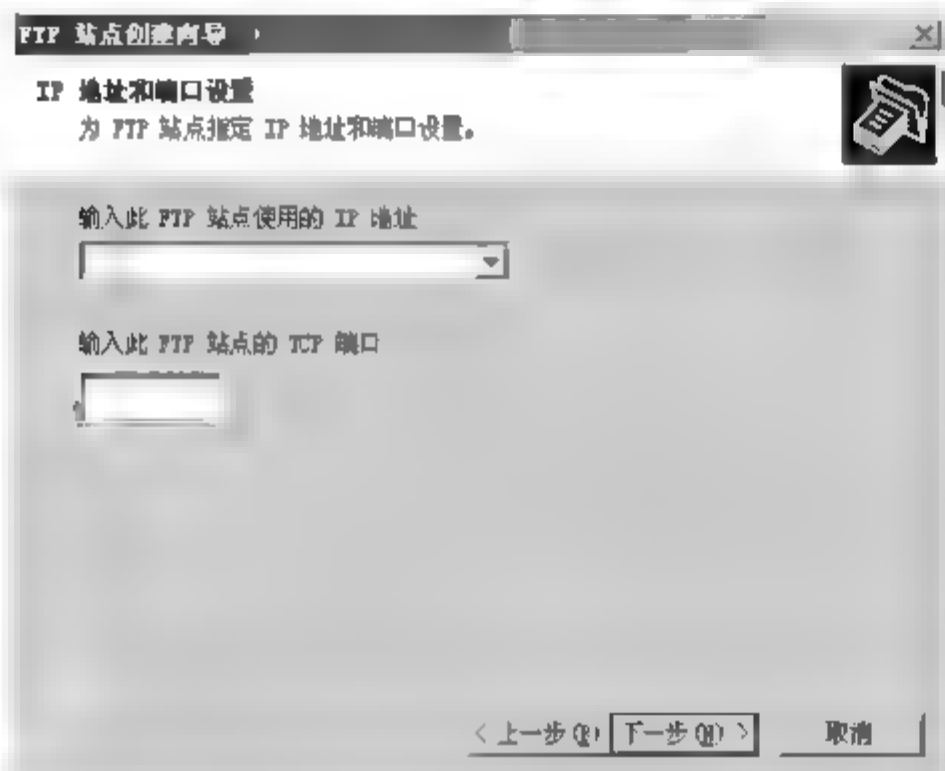 FTP 站点创建向导
IP 地址和端口设置
为 FTP 站点指定 IP 地址和端口设置。
输入此 FTP 站点使用的 IP 地址
输入此 FTP 站点的 TCP 端口
< 上一步(B) 下一步(N) > 取消